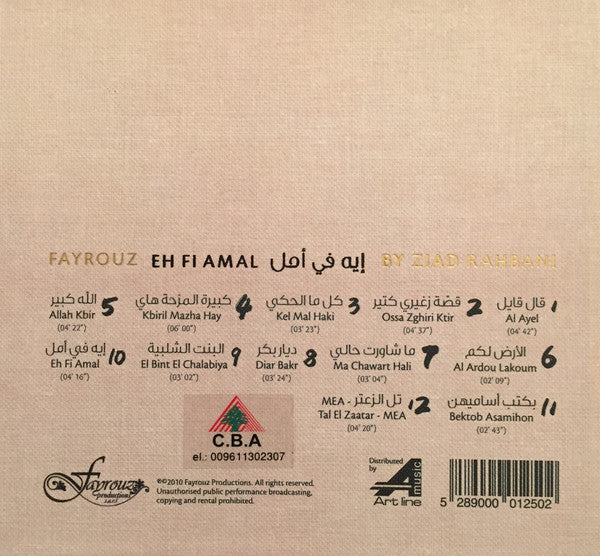 FAYROUZ EH FI AMAL إيه في أمل BY ZIAD RAHBANI
1 قال قايل
Al Ayel
(04' 42")
2 قصّة زغيري كتير
Ossa Zghiri Ktir
(04' 37")
3 كل ما الحكي
Kel Mal Haki
(03' 23")
4 كبيرة المزحة هاي
Kbiril Mazha Hay
(06' 00")
5 الله كبير
Allah Kbir
(04' 22")
6 الأرض لكم
Al Ardou Lakoum
(02' 09")
7 ما شاورت حالي
Ma Chawart Hali
(03' 04")
8 ديار بكر
Diar Bakr
(03' 24")
9 البنت الشلبية
El Bint El Chalabiya
(03' 02")
10 إيه في أمل
Eh Fi Amal
(04' 16")
11 بكتب أساميهن
Bektob Asamihon
(02' 43")
12 تل الزعتر - MEA
Tal El Zaatar - MEA
(04' 28")
C.B.A
el.: 009611302307
Fayrouz
productions
s.a.r.l
©℗2010 Fayrouz Productions. All rights reserved.
Unauthorised public performance broadcasting,
copying and rental prohibited.
Distributed
by
A music
Art line
5 289000 012502